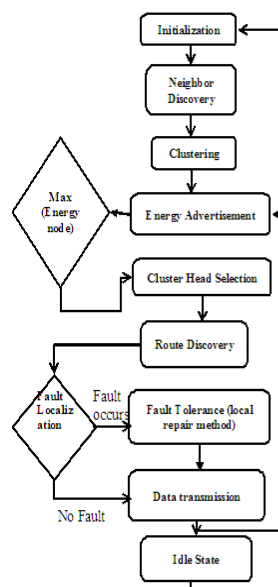 Initialization
Neighbor
Discovery
Clustering
Max
(Energy
node)
Energy Advertisement
Cluster Head Selection
Route Discovery
Fault
Localiz
ation
Fault
occurs
Fault Tolerance (local
repair method)
Data transmission
No Fault
Idle State